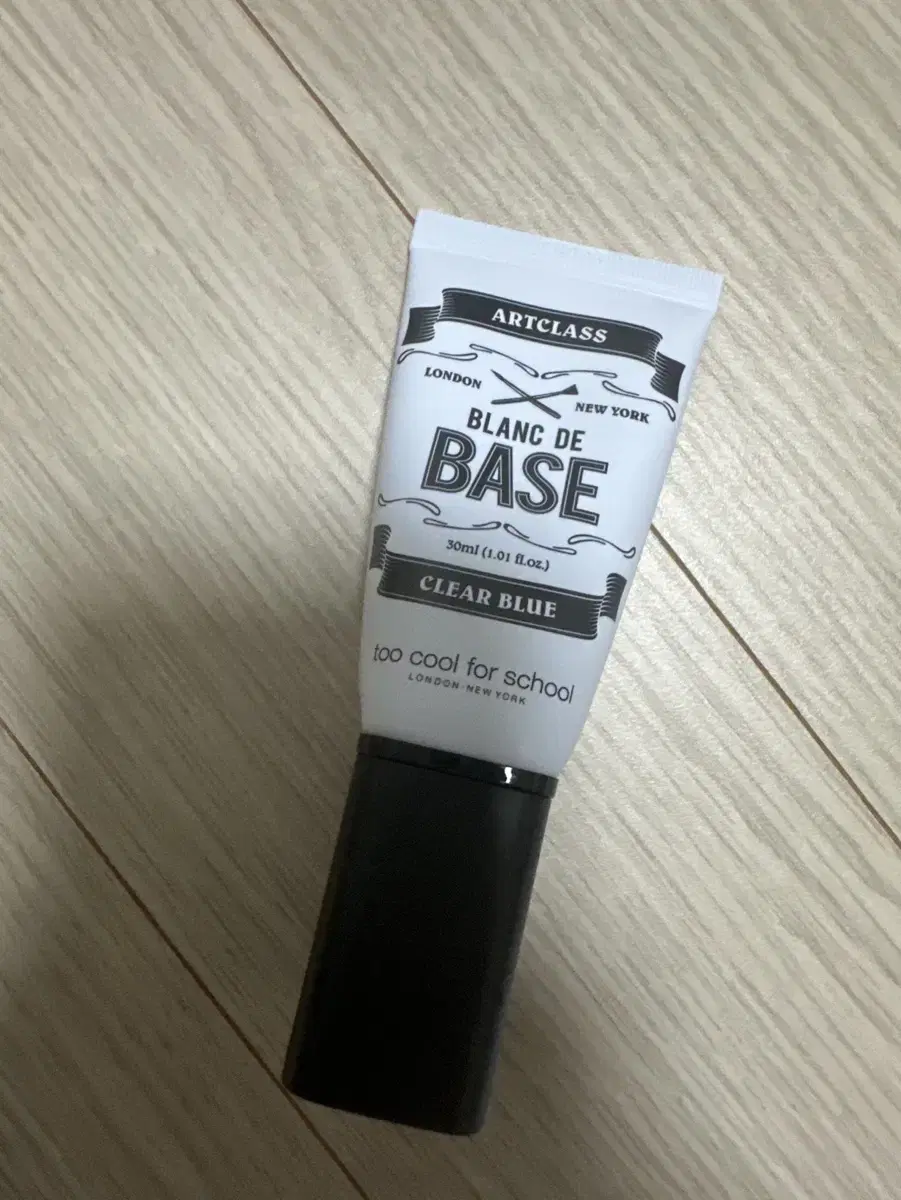 ARTCLASS
LONDON
NEW YORK
BLANC DE
BASE
30ml (1.01 fl.oz.)
CLEAR BLUE
too cool for school
LONDON·NEW YORK